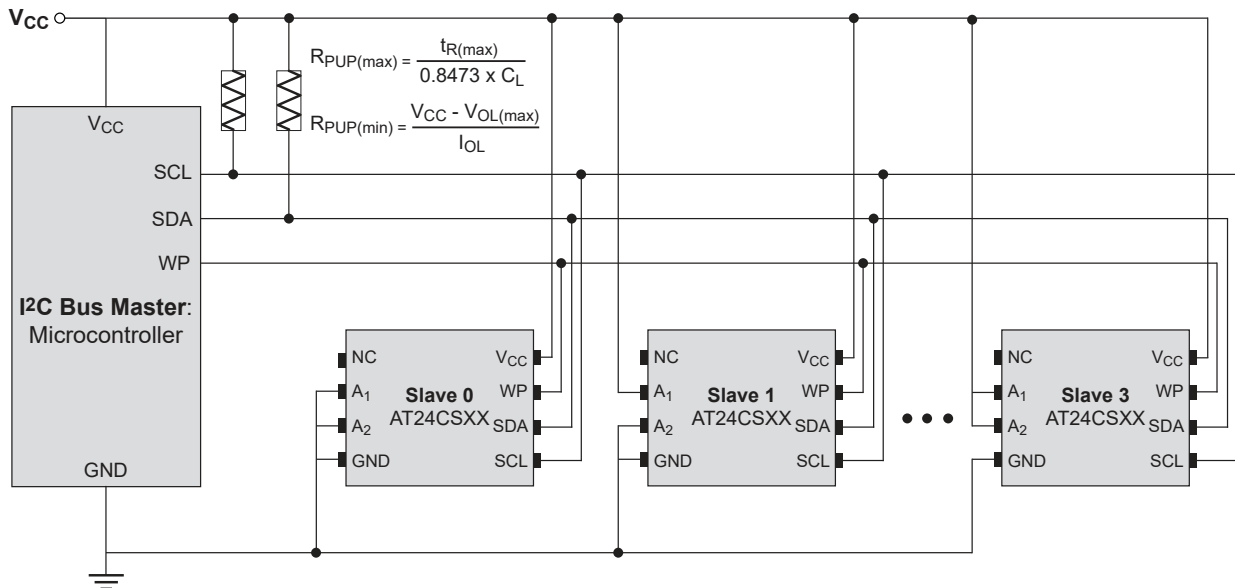 VCC
RPUP(max) = tR(max) / 0.8473 x CL
RPUP(min) = VCC - VOL(max) / IOL
VCC
SCL
SDA
WP
I2C Bus Master:
Microcontroller
GND
NC
A1
A2
GND
Slave 0
AT24CSXX
VCC
WP
SDA
SCL
NC
A1
A2
GND
Slave 1
AT24CSXX
VCC
WP
SDA
SCL
NC
A1
A2
GND
Slave 3
AT24CSXX
VCC
WP
SDA
SCL